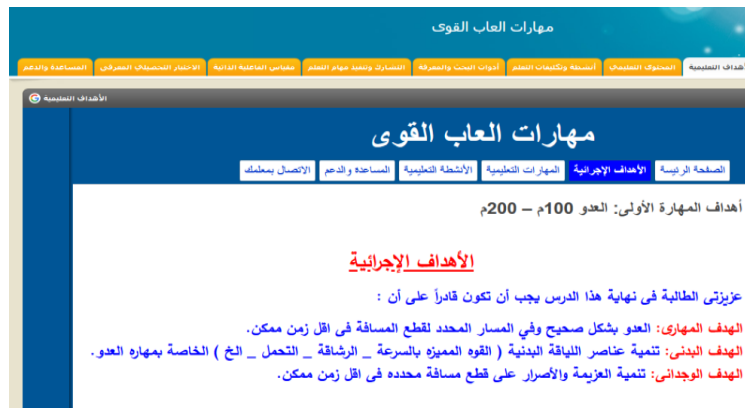 مهارات العاب القوى
أهداف التعليمية
المحتوى التعليمي
أنشطة وتكليفات التعلم
أدوات البحث والمعرفة
التشارك وتنفيذ مهام التعلم
مقياس الفاعلية الذاتية
الاختبار التحصيلي المعرفي
المساعدة والدعم
الأهداف التعليمية
مهارات العاب القوى
الصفحة الرئيسة
الأهداف الإجرائية
المهارات التعليمية
الأنشطة التعليمية
المساعده والدعم
الاتصال بمعلمك
أهداف المهارة الأولى: العدو 100م – 200م
الأهداف الإجرائية
عزيزتى الطالبة فى نهاية هذا الدرس يجب أن تكون قادراً على أن :
الهدف المهارى: العدو بشكل صحيح وفي المسار المحدد لقطع المسافة فى اقل زمن ممكن.
الهدف البدنى: تنمية عناصر اللياقة البدنية ( القوه المميزه بالسرعة _ الرشاقة _ التحمل _ الخ ) الخاصة بمهاره العدو .
الهدف الوجدانى: تنمية العزيمة والأصرار على قطع مسافة محدده فى اقل زمن ممكن.